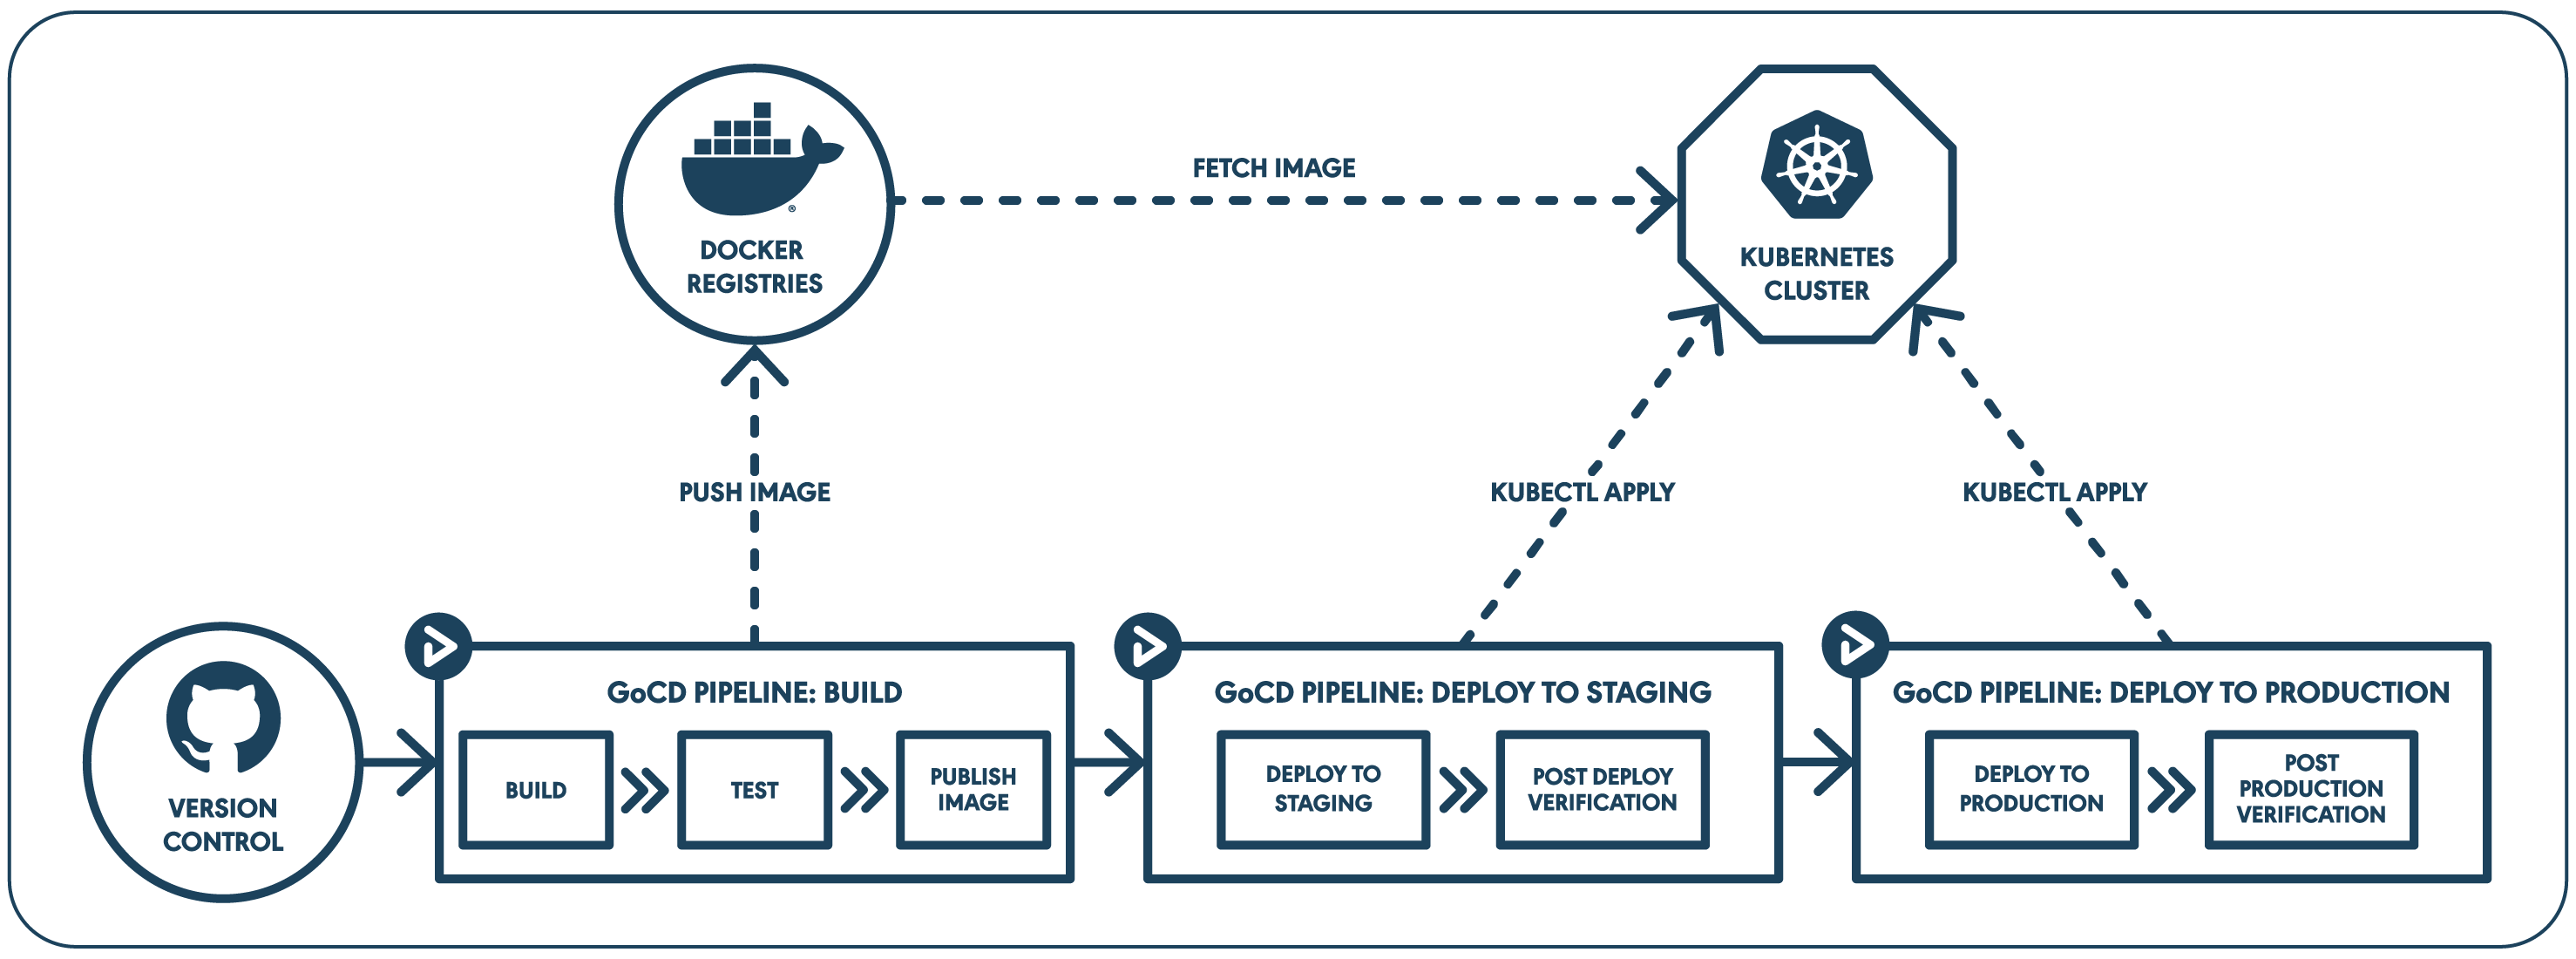 FETCH IMAGE
DOCKER
REGISTRIES
®
KUBERNETES
CLUSTER
PUSH IMAGE
KUBECTL APPLY
KUBECTL APPLY
VERSION
CONTROL
GoCD PIPELINE: BUILD
BUILD
TEST
PUBLISH
IMAGE
GoCD PIPELINE: DEPLOY TO STAGING
DEPLOY TO
STAGING
POST DEPLOY
VERIFICATION
GoCD PIPELINE: DEPLOY TO PRODUCTION
DEPLOY TO
PRODUCTION
POST
PRODUCTION
VERIFICATION